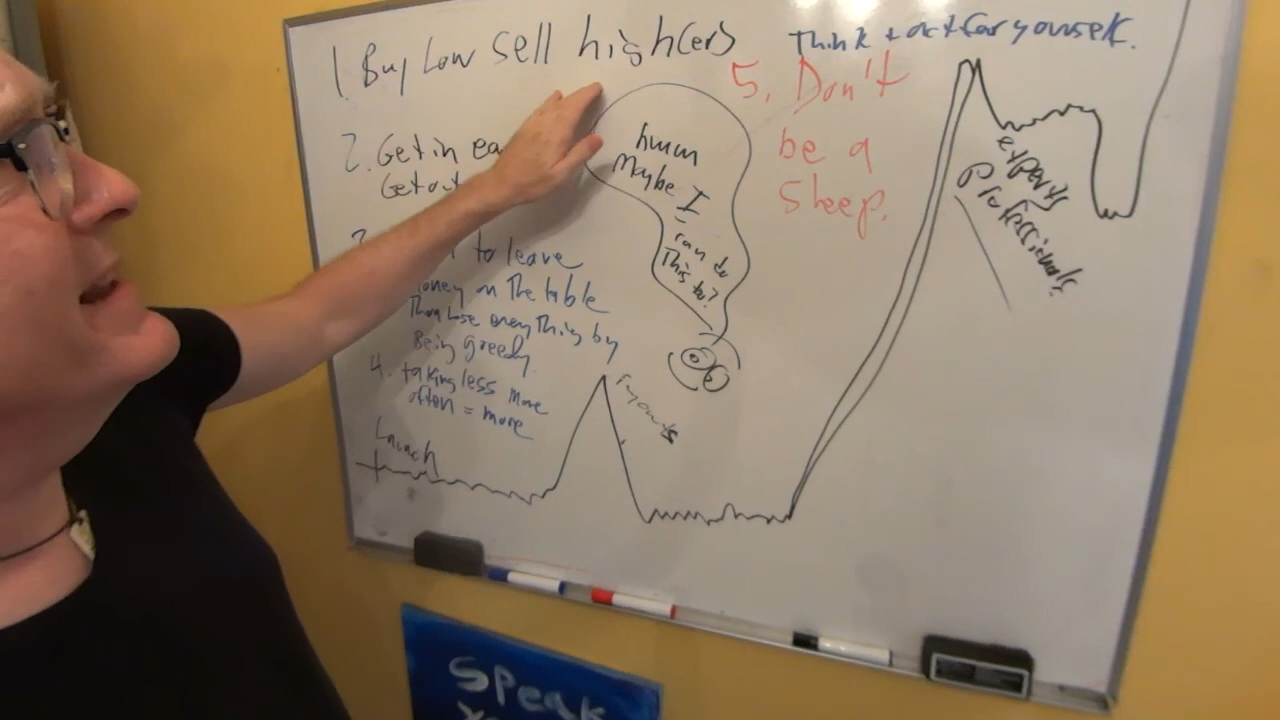 1. Buy Low sell high(er)
2. Get in ea
Get out
to leave
oney on the table
Than Lose everything by
Being greedy
4. taking less more
often = more
Launch
hmm
Maybe I
can do
This to?
Think + act for yourself.
5. Don't
be a
Sheep.
experts
Professionals
Speak